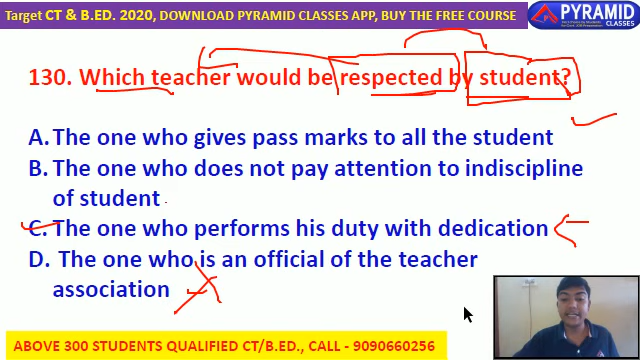 Target CT & B.ED. 2020, DOWNLOAD PYRAMID CLASSES APP, BUY THE FREE COURSE
PYRAMID
CLASSES
130. Which teacher would be respected by student?
A. The one who gives pass marks to all the student
B. The one who does not pay attention to indiscipline
of student
C. The one who performs his duty with dedication
D. The one who is an official of the teacher
association
ABOVE 300 STUDENTS QUALIFIED CT/B.ED., CALL - 9090660256